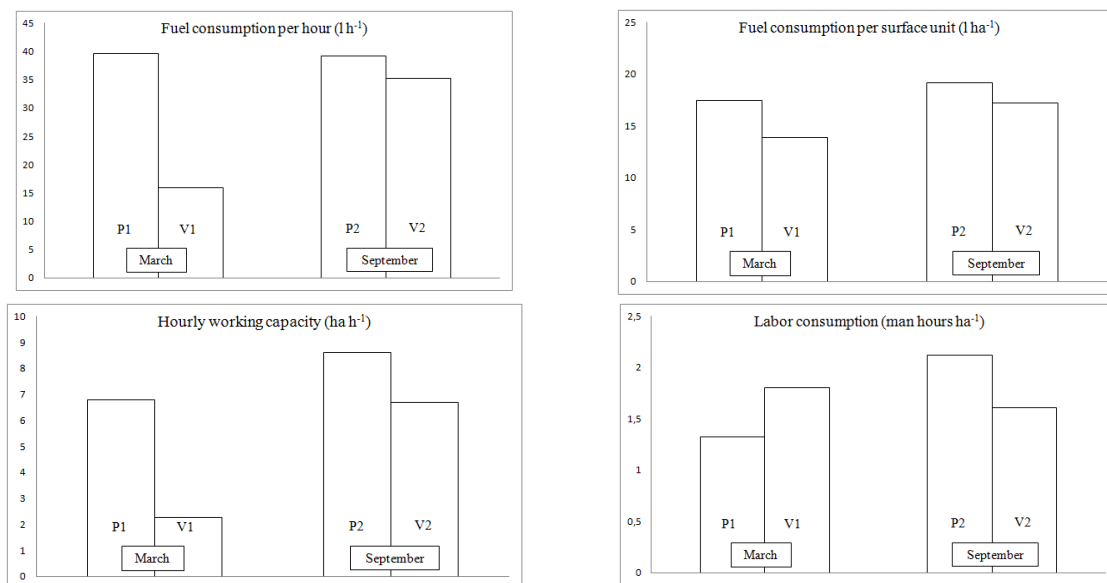 Fuel consumption per hour (l h⁻¹)
45
40
35
30
25
20
15
10
5
0
P1
V1
P2
V2
March
September
Fuel consumption per surface unit (l ha⁻¹)
25
20
15
10
5
0
P1
V1
P2
V2
March
September
Hourly working capacity (ha h⁻¹)
10
9
8
7
6
5
4
3
2
1
0
P1
V1
P2
V2
March
September
Labor consumption (man hours ha⁻¹)
2,5
2
1,5
1
0,5
0
P1
V1
P2
V2
March
September